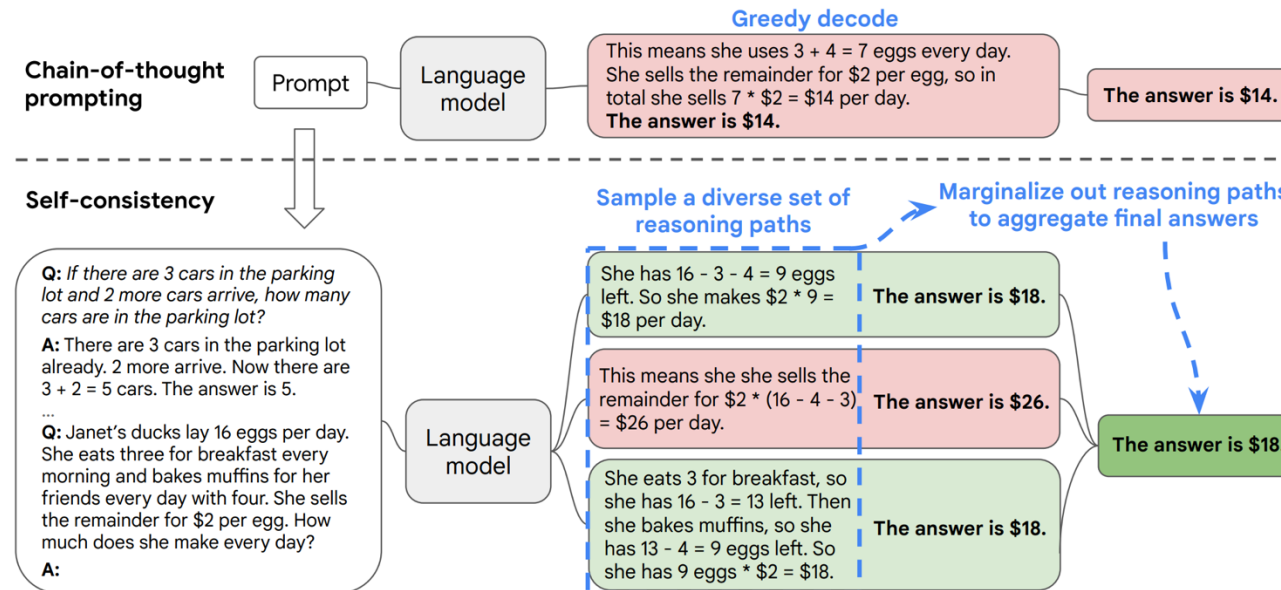 Greedy decode
Chain-of-thought
prompting
Prompt
Language
model
This means she uses 3 + 4 = 7 eggs every day.
She sells the remainder for $2 per egg, so in
total she sells 7 * $2 = $14 per day.
The answer is $14.
The answer is $14.
Self-consistency
Sample a diverse set of
reasoning paths
Marginalize out reasoning paths
to aggregate final answers
Q: If there are 3 cars in the parking
lot and 2 more cars arrive, how many
cars are in the parking lot?
A: There are 3 cars in the parking lot
already. 2 more arrive. Now there are
3 + 2 = 5 cars. The answer is 5.
...
Q: Janet's ducks lay 16 eggs per day.
She eats three for breakfast every
morning and bakes muffins for her
friends every day with four. She sells
the remainder for $2 per egg. How
much does she make every day?
A:
Language
model
She has 16 - 3 - 4 = 9 eggs
left. So she makes $2 * 9 =
$18 per day.
The answer is $18.
This means she she sells the
remainder for $2 * (16 - 4 - 3)
= $26 per day.
The answer is $26.
She eats 3 for breakfast, so
she has 16 - 3 = 13 left. Then
she bakes muffins, so she
has 13 - 4 = 9 eggs left. So
she has 9 eggs * $2 = $18.
The answer is $18.
The answer is $18